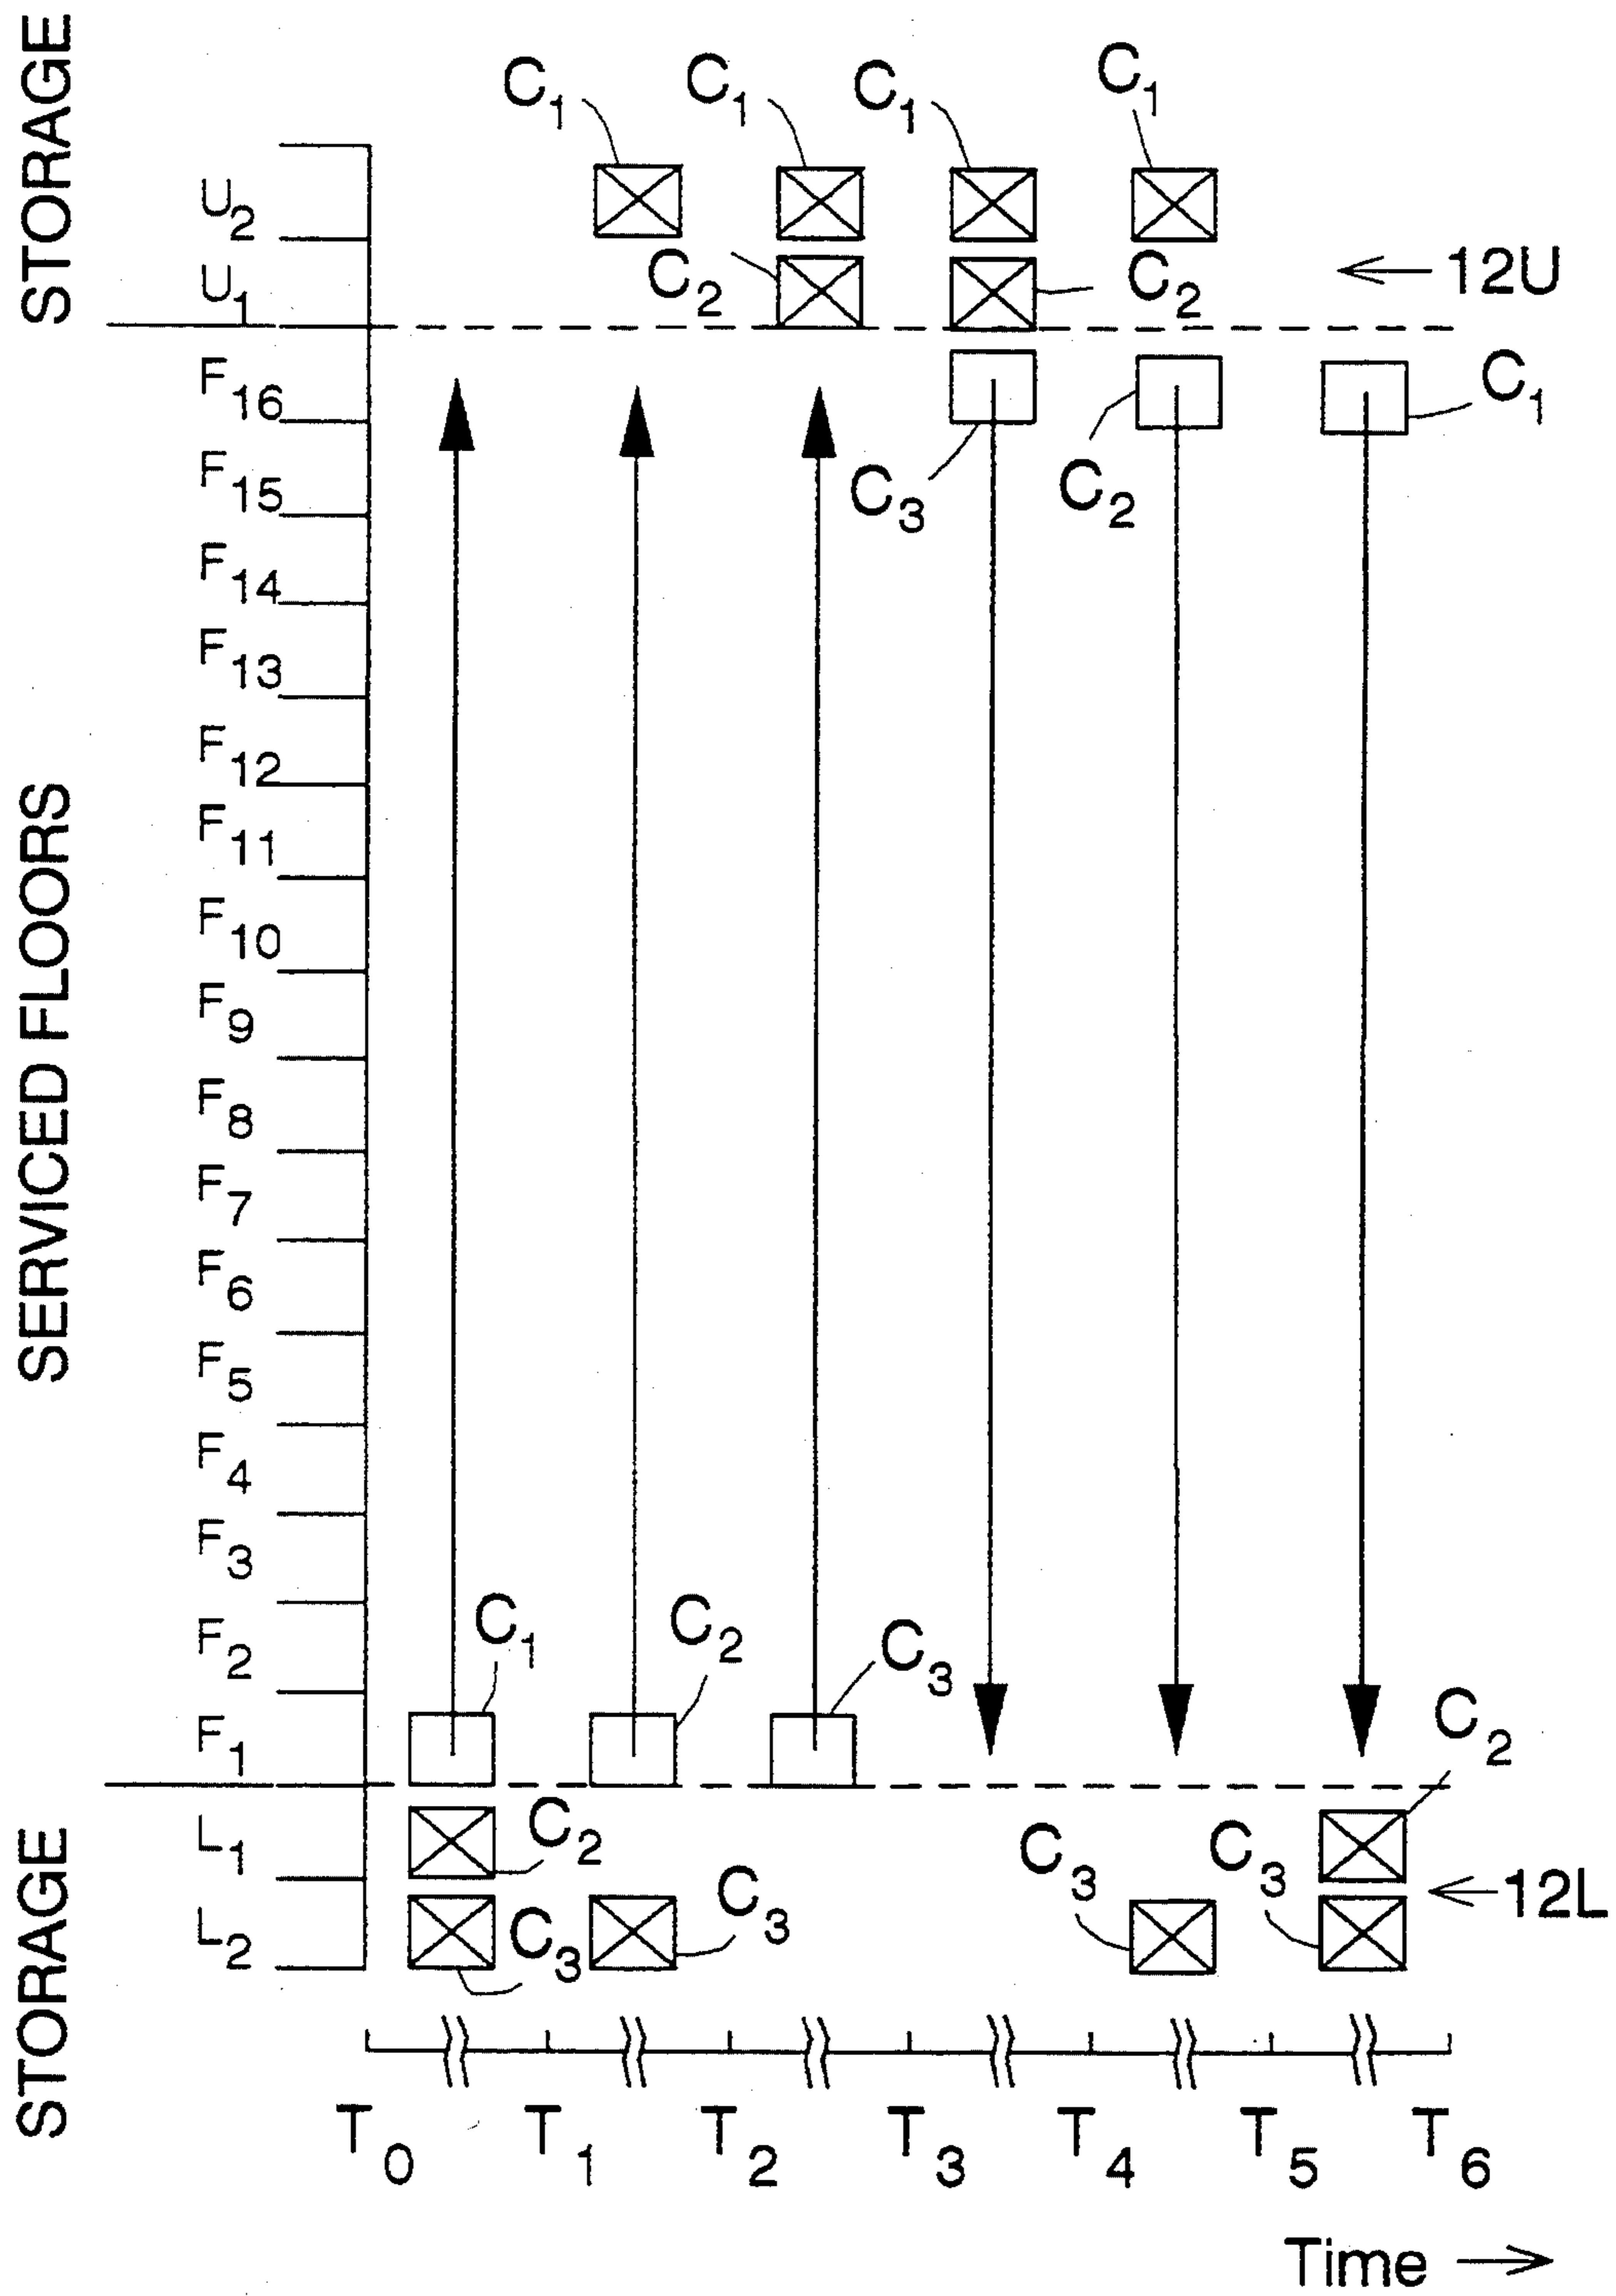 STORAGE
C1 C1 C1 C1
U2
C2 C2
U1
12U
F16
C1
F15
C3 C2
F14
F13
F12
F11
F10
SERVICED FLOORS
F9
F8
F7
F6
F5
F4
F3
F2
C1 C2 C3
F1
C2
L1
C2
C3 C3
12L
L2
C3
C3
STORAGE
T0 T1 T2 T3 T4 T5 T6
Time